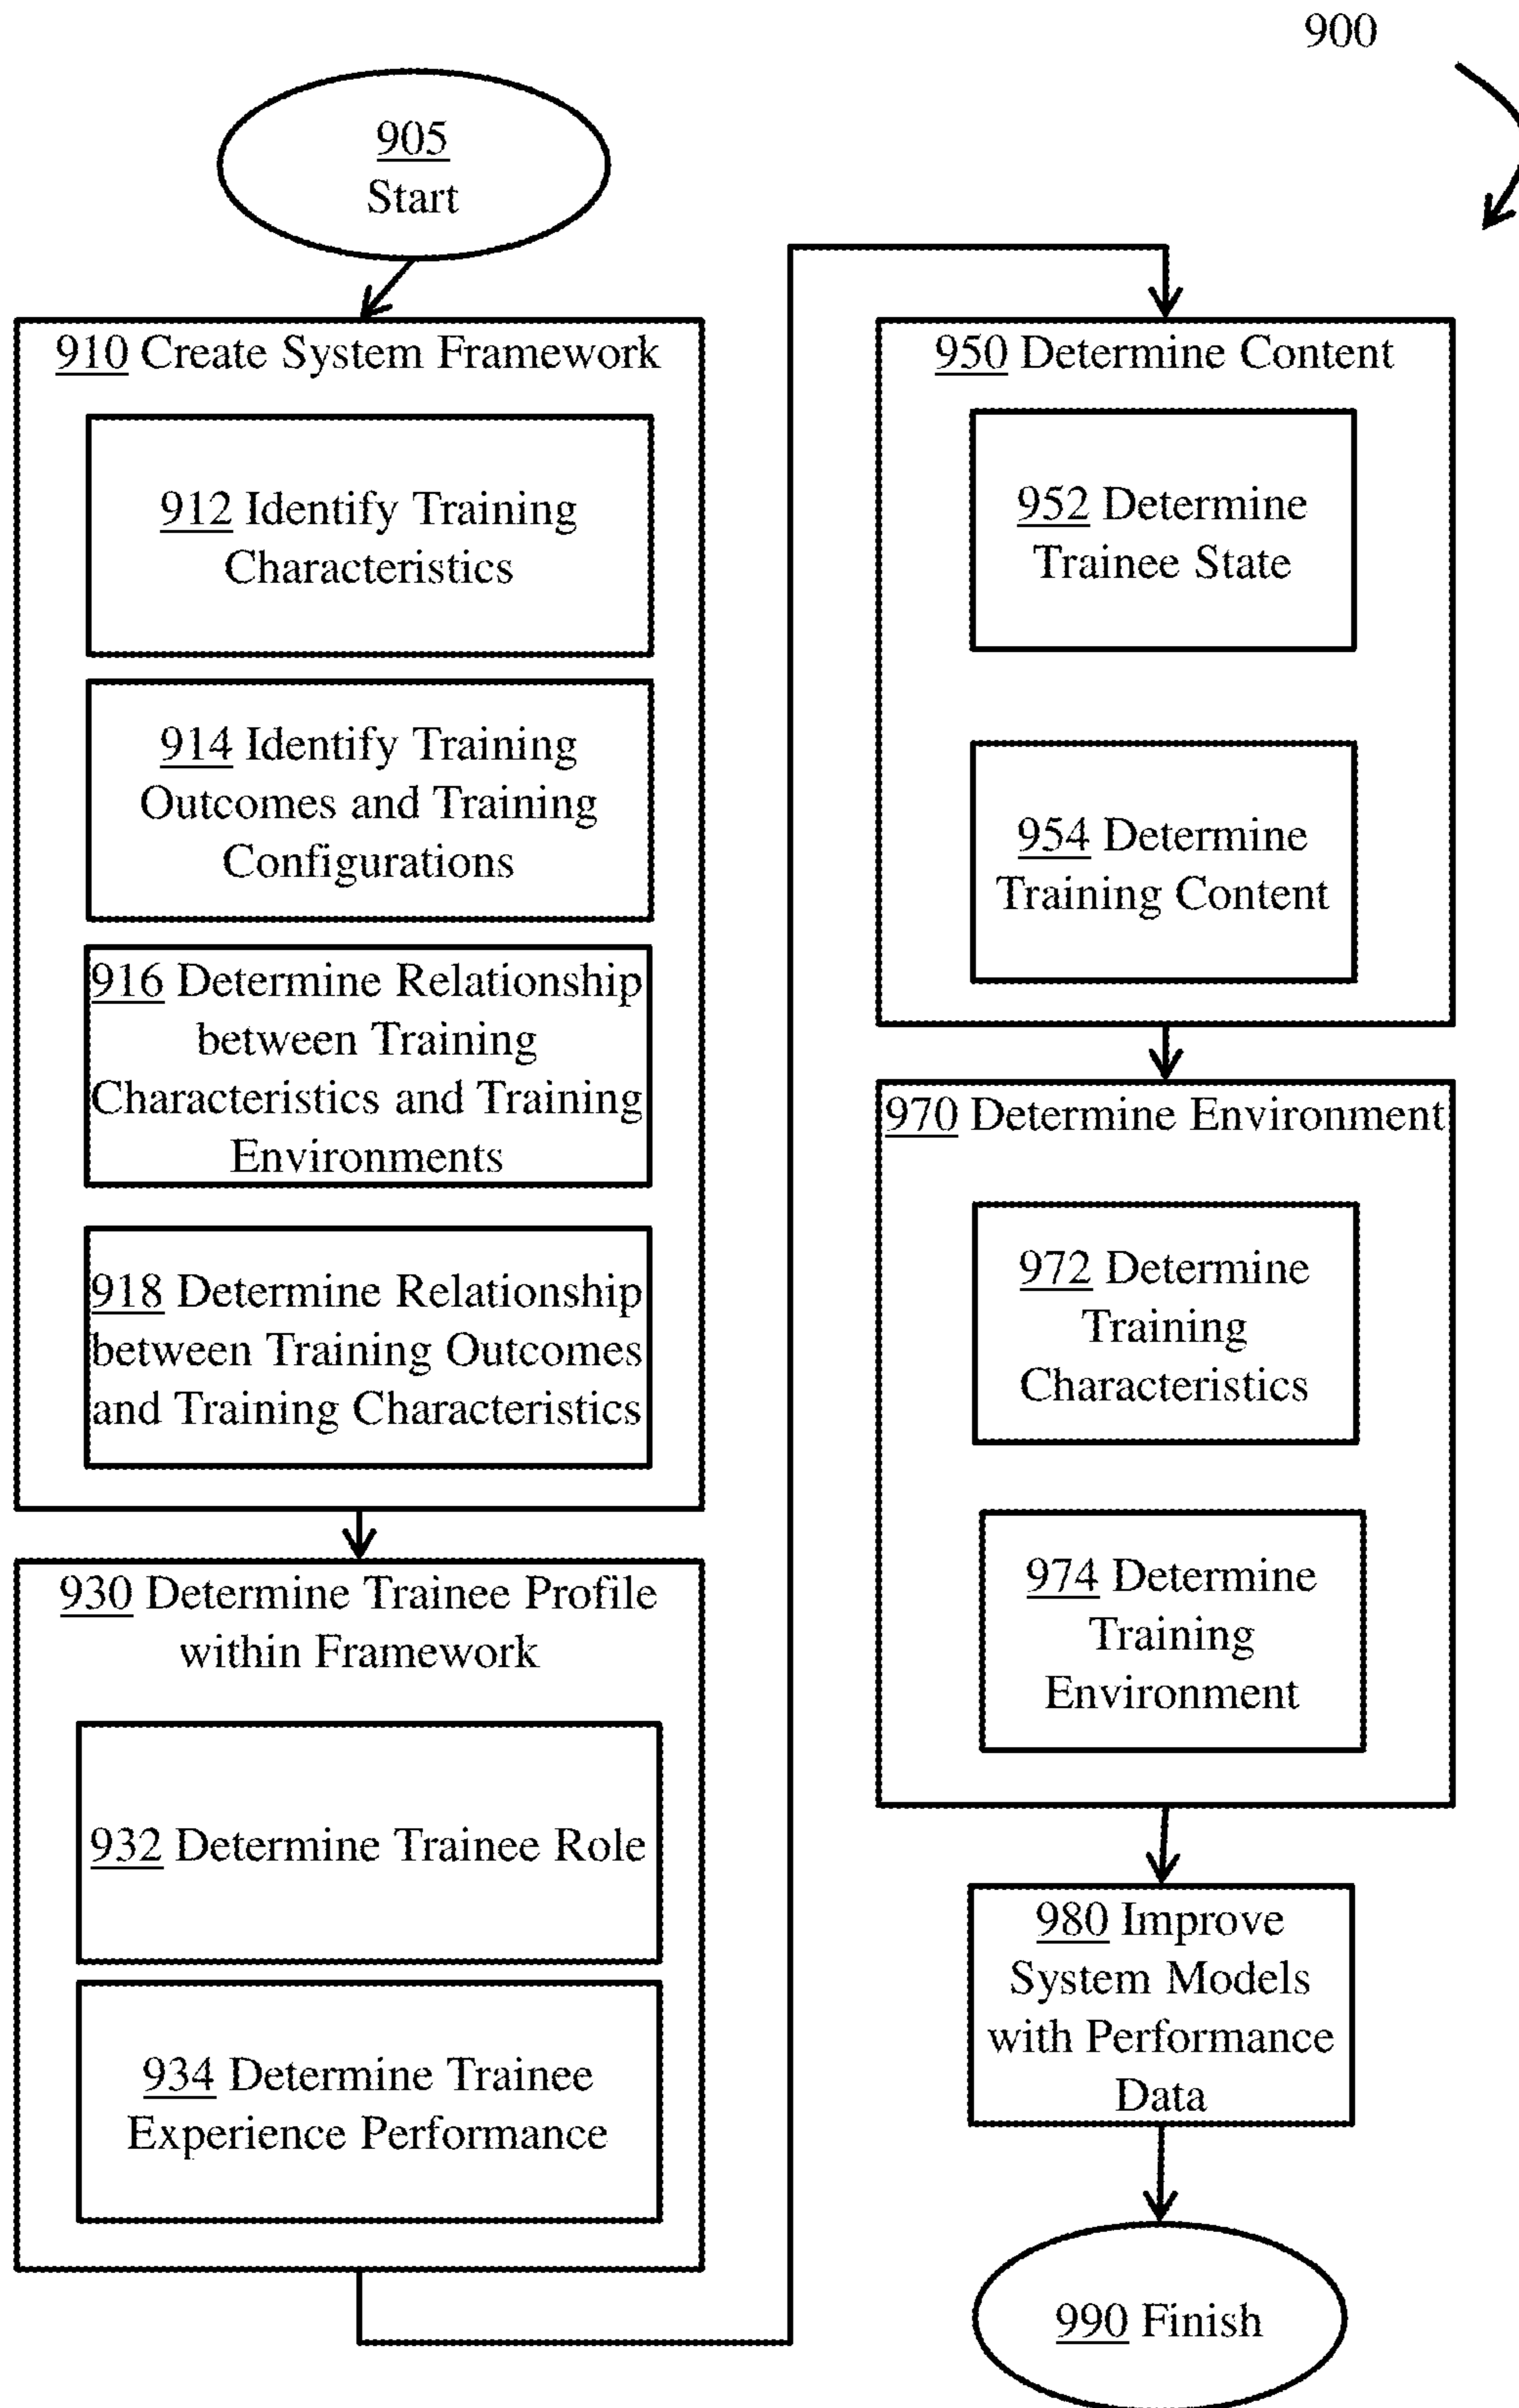 900
905
Start
910 Create System Framework
912 Identify Training
Characteristics
914 Identify Training
Outcomes and Training
Configurations
916 Determine Relationship
between Training
Characteristics and Training
Environments
918 Determine Relationship
between Training Outcomes
and Training Characteristics
930 Determine Trainee Profile
within Framework
932 Determine Trainee Role
934 Determine Trainee
Experience Performance
950 Determine Content
952 Determine
Trainee State
954 Determine
Training Content
970 Determine Environment
972 Determine
Training
Characteristics
974 Determine
Training
Environment
980 Improve
System Models
with Performance
Data
990 Finish